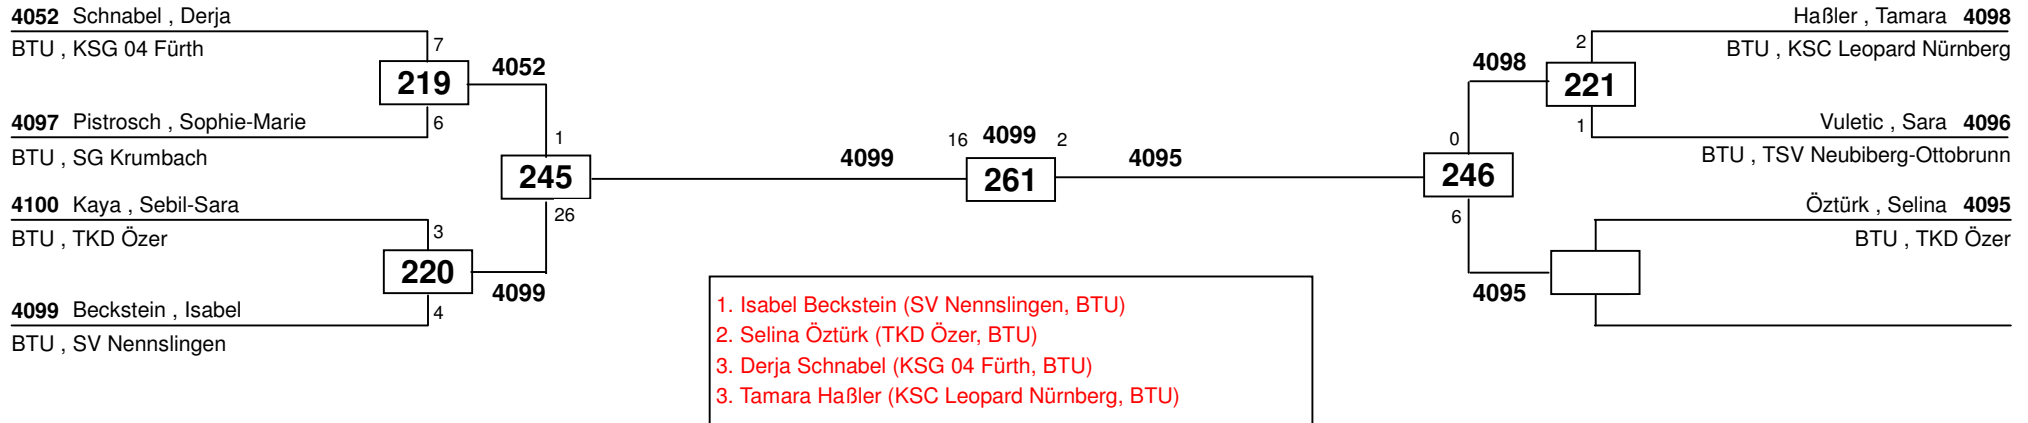 4052 Schnabel , Derja
BTU , KSG 04 Fürth
7
219
4052
6
4097 Pistrosch , Sophie-Marie
BTU , SG Krumbach
1
245
26
4100 Kaya , Sebil-Sara
BTU , TKD Özer
3
220
4099
4
4099 Beckstein , Isabel
BTU , SV Nennslingen
4099
16 4099 2
261
4095
Haßler , Tamara 4098
BTU , KSC Leopard Nürnberg
2
4098
221
1
Vuletic , Sara 4096
BTU , TSV Neubiberg-Ottobrunn
0
246
6
Öztürk , Selina 4095
BTU , TKD Özer
4095
1. Isabel Beckstein (SV Nennslingen, BTU)
2. Selina Öztürk (TKD Özer, BTU)
3. Derja Schnabel (KSG 04 Fürth, BTU)
3. Tamara Haßler (KSC Leopard Nürnberg, BTU)